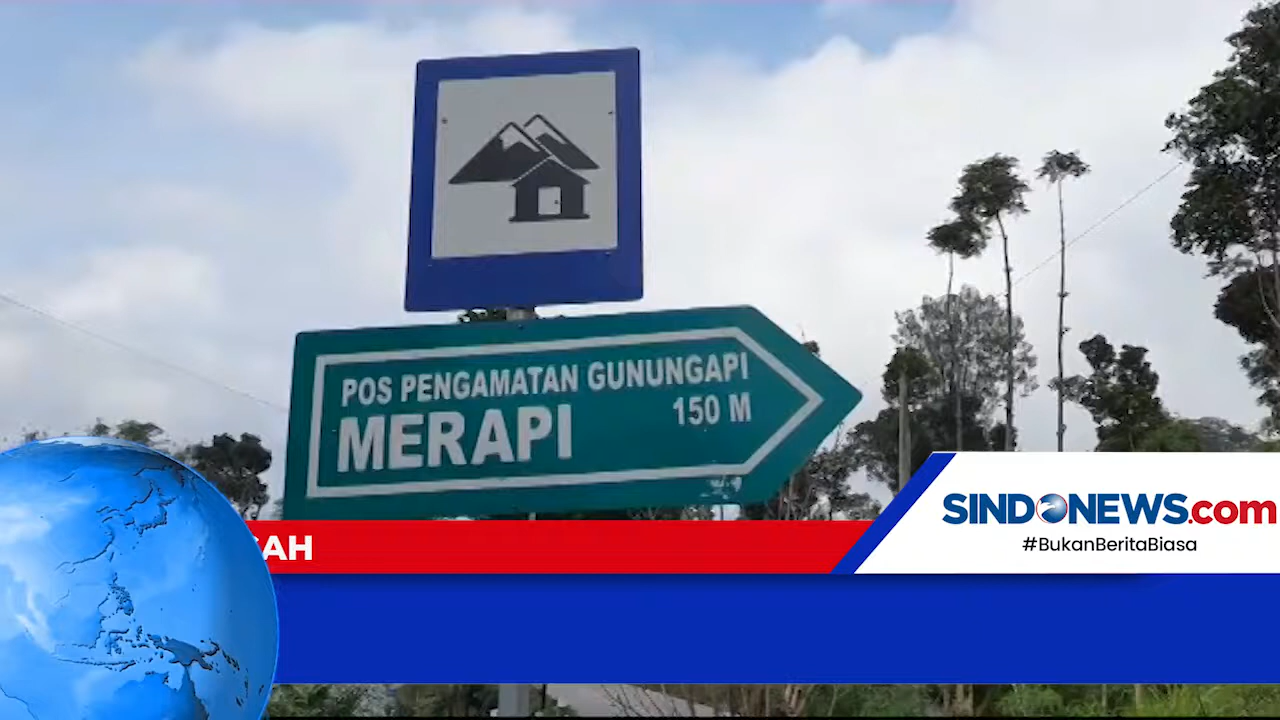 POS PENGAMATAN GUNUNGAPI
MERAPI 150 M
SINDONEWS.com
#BukanBeritaBiasa